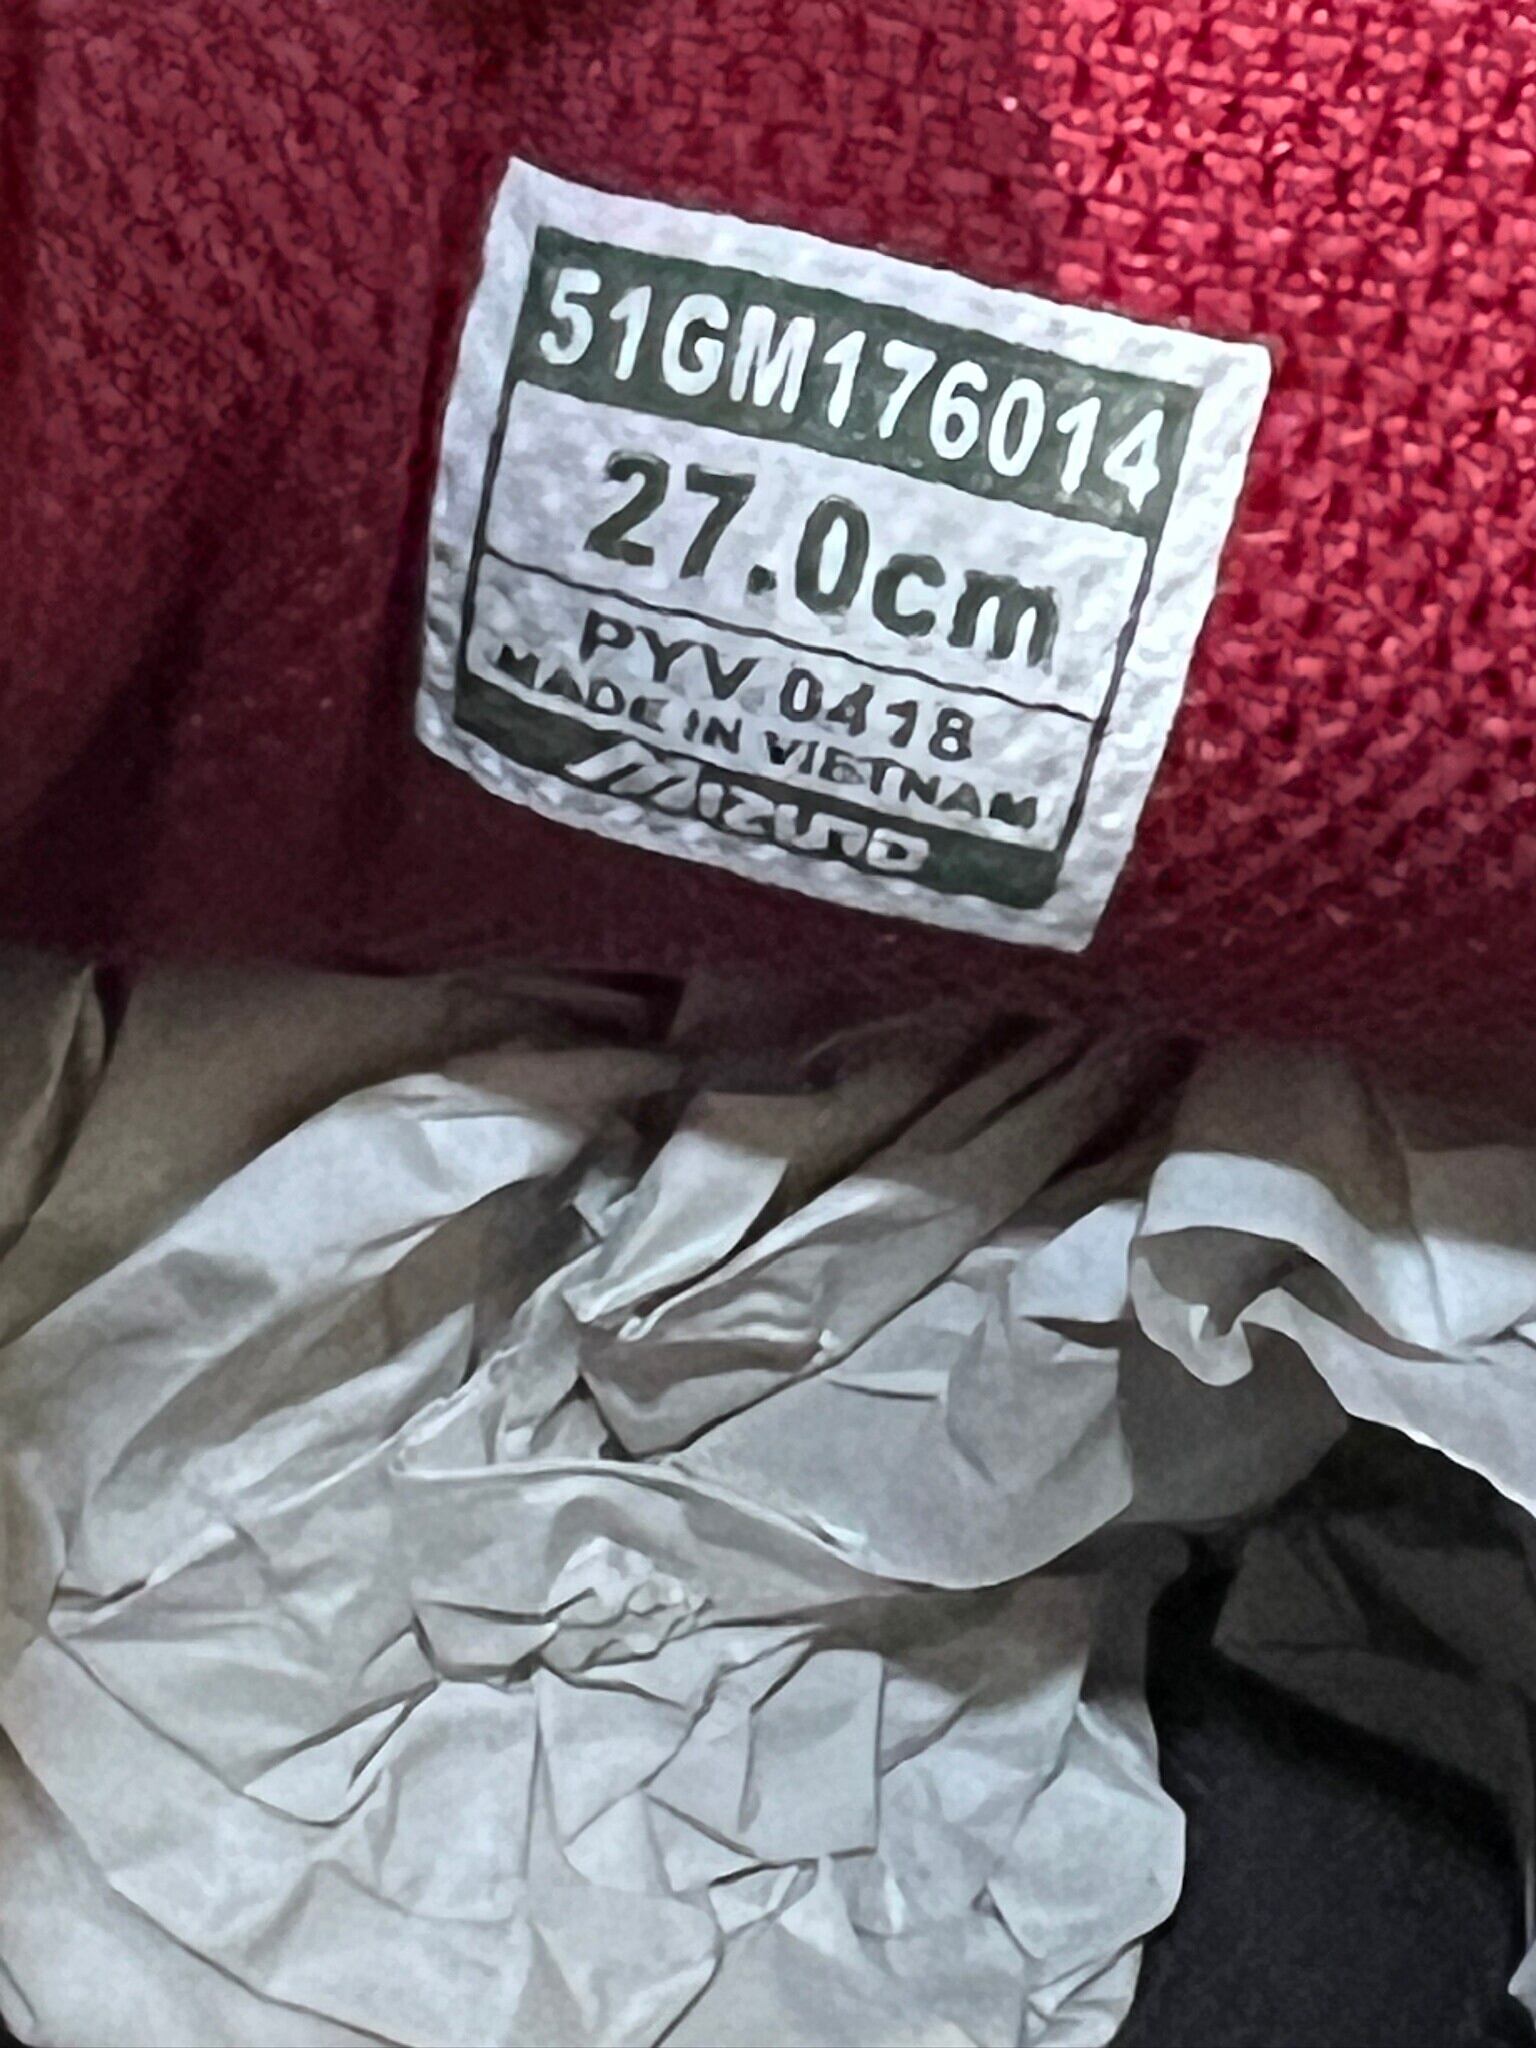 51GM176014
27.0cm
PYV 0418
MADE IN VIETNAM
MIZUNO